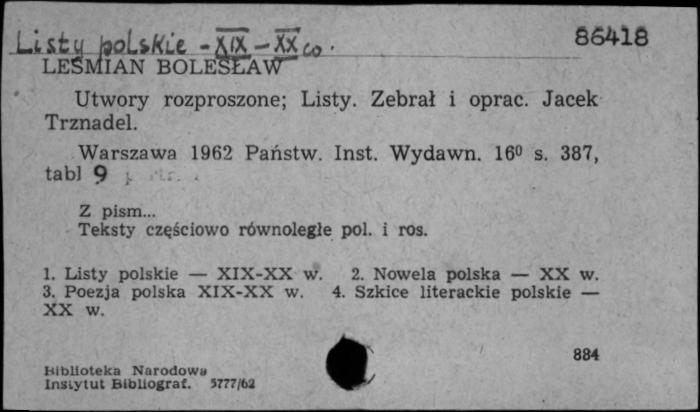 Listy polskie - XIX - XX co.
86418
LEŚMIAN BOLESŁAW
Utwory rozproszone; Listy. Zebrał i oprac. Jacek
Trznadel.
Warszawa 1962 Państw. Inst. Wydawn. 16⁰ s. 387,
tabl 9
Z pism...
Teksty częściowo równoległe pol. i ros.
1. Listy polskie — XIX-XX w. 2. Nowela polska — XX w.
3. Poezja polska XIX-XX w. 4. Szkice literackie polskie —
XX w.
884
Biblioteka Narodowa
Instytut Bibliograf. 5777/62